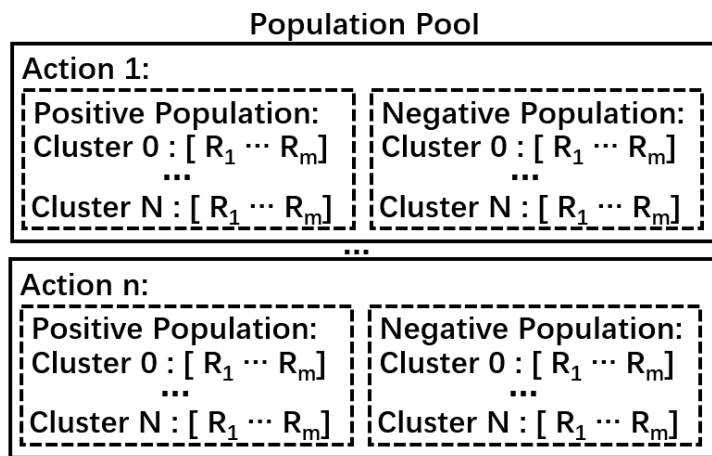 Population Pool
Action 1:
Positive Population:
Cluster 0 : [ R₁ ⋯ Rₘ]
...
Cluster N : [ R₁ ⋯ Rₘ]
Negative Population:
Cluster 0 : [ R₁ ⋯ Rₘ]
...
Cluster N : [ R₁ ⋯ Rₘ]
...
Action n:
Positive Population:
Cluster 0 : [ R₁ ⋯ Rₘ]
...
Cluster N : [ R₁ ⋯ Rₘ]
Negative Population:
Cluster 0 : [ R₁ ⋯ Rₘ]
...
Cluster N : [ R₁ ⋯ Rₘ]